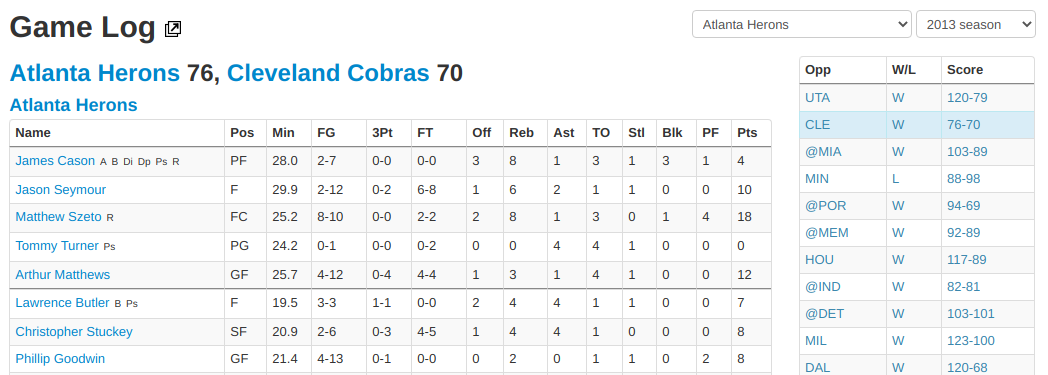 Game Log
Atlanta Herons
2013 season
Atlanta Herons 76, Cleveland Cobras 70
Atlanta Herons
Name Pos Min FG 3Pt FT Off Reb Ast TO Stl Blk PF Pts
James Cason A B Di Dp Ps R PF 28.0 2-7 0-0 0-0 3 8 1 3 1 3 1 4
Jason Seymour F 29.9 2-12 0-2 6-8 1 6 2 1 1 0 0 10
Matthew Szeto R FC 25.2 8-10 0-0 2-2 2 8 1 3 0 1 4 18
Tommy Turner Ps PG 24.2 0-1 0-0 0-2 0 0 4 4 1 0 0 0
Arthur Matthews GF 25.7 4-12 0-4 4-4 1 3 1 4 1 0 0 12
Lawrence Butler B Ps F 19.5 3-3 1-1 0-0 2 4 4 1 1 0 0 7
Christopher Stuckey SF 20.9 2-6 0-3 4-5 1 4 4 1 0 0 0 8
Phillip Goodwin GF 21.4 4-13 0-1 0-0 0 2 0 1 1 0 2 8
Opp W/L Score
UTA W 120-79
CLE W 76-70
@MIA W 103-89
MIN L 88-98
@POR W 94-69
@MEM W 92-89
HOU W 117-89
@IND W 82-81
@DET W 103-101
MIL W 123-100
DAL W 120-68